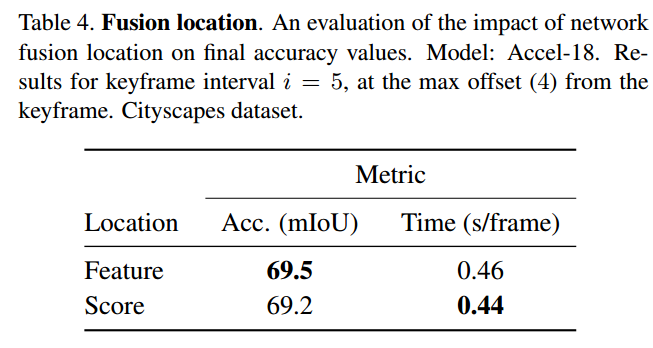 Table 4. Fusion location. An evaluation of the impact of network
fusion location on final accuracy values. Model: Accel-18. Re-
sults for keyframe interval i = 5, at the max offset (4) from the
keyframe. Cityscapes dataset.
Metric
Location Acc. (mIoU) Time (s/frame)
Feature 69.5 0.46
Score 69.2 0.44